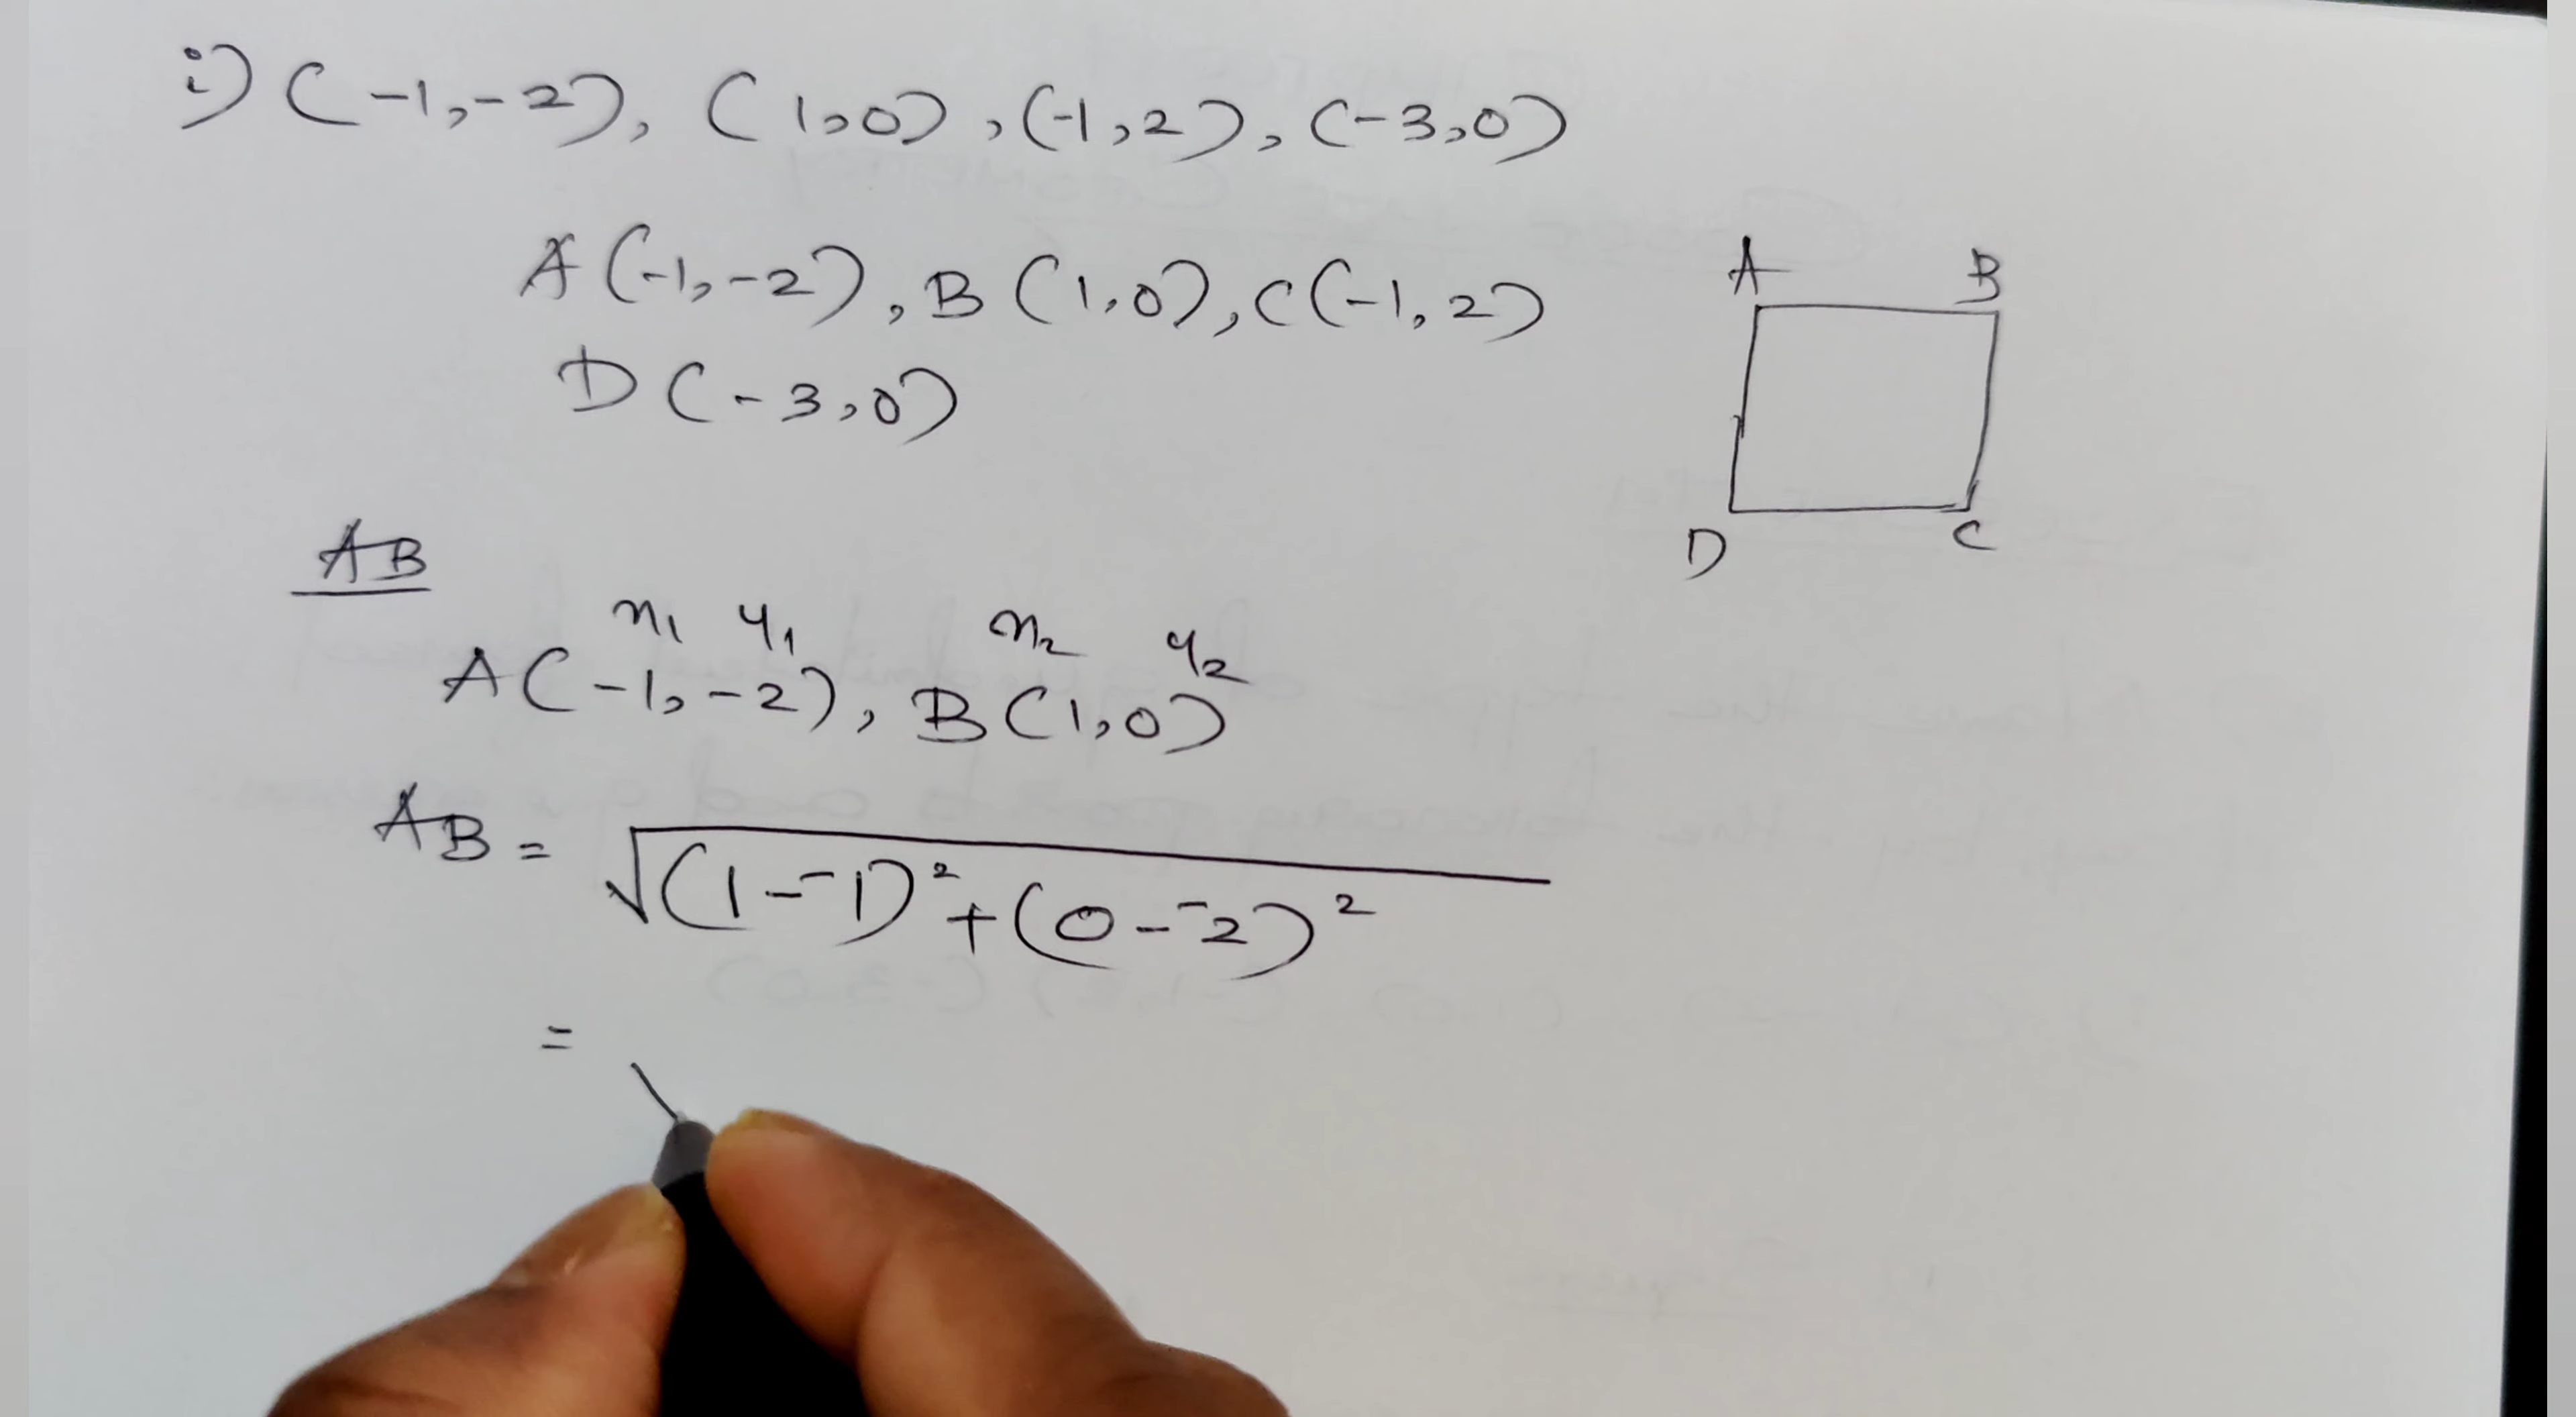 i) (-1,-2), (1,0), (-1,2), (-3,0)
A(-1,-2), B(1,0), C(-1,2)
D(-3,0)
A B
D C
AB
x1 y1 x2 y2
A(-1,-2), B(1,0)
AB = √(1--1)²+(0--2)²
=